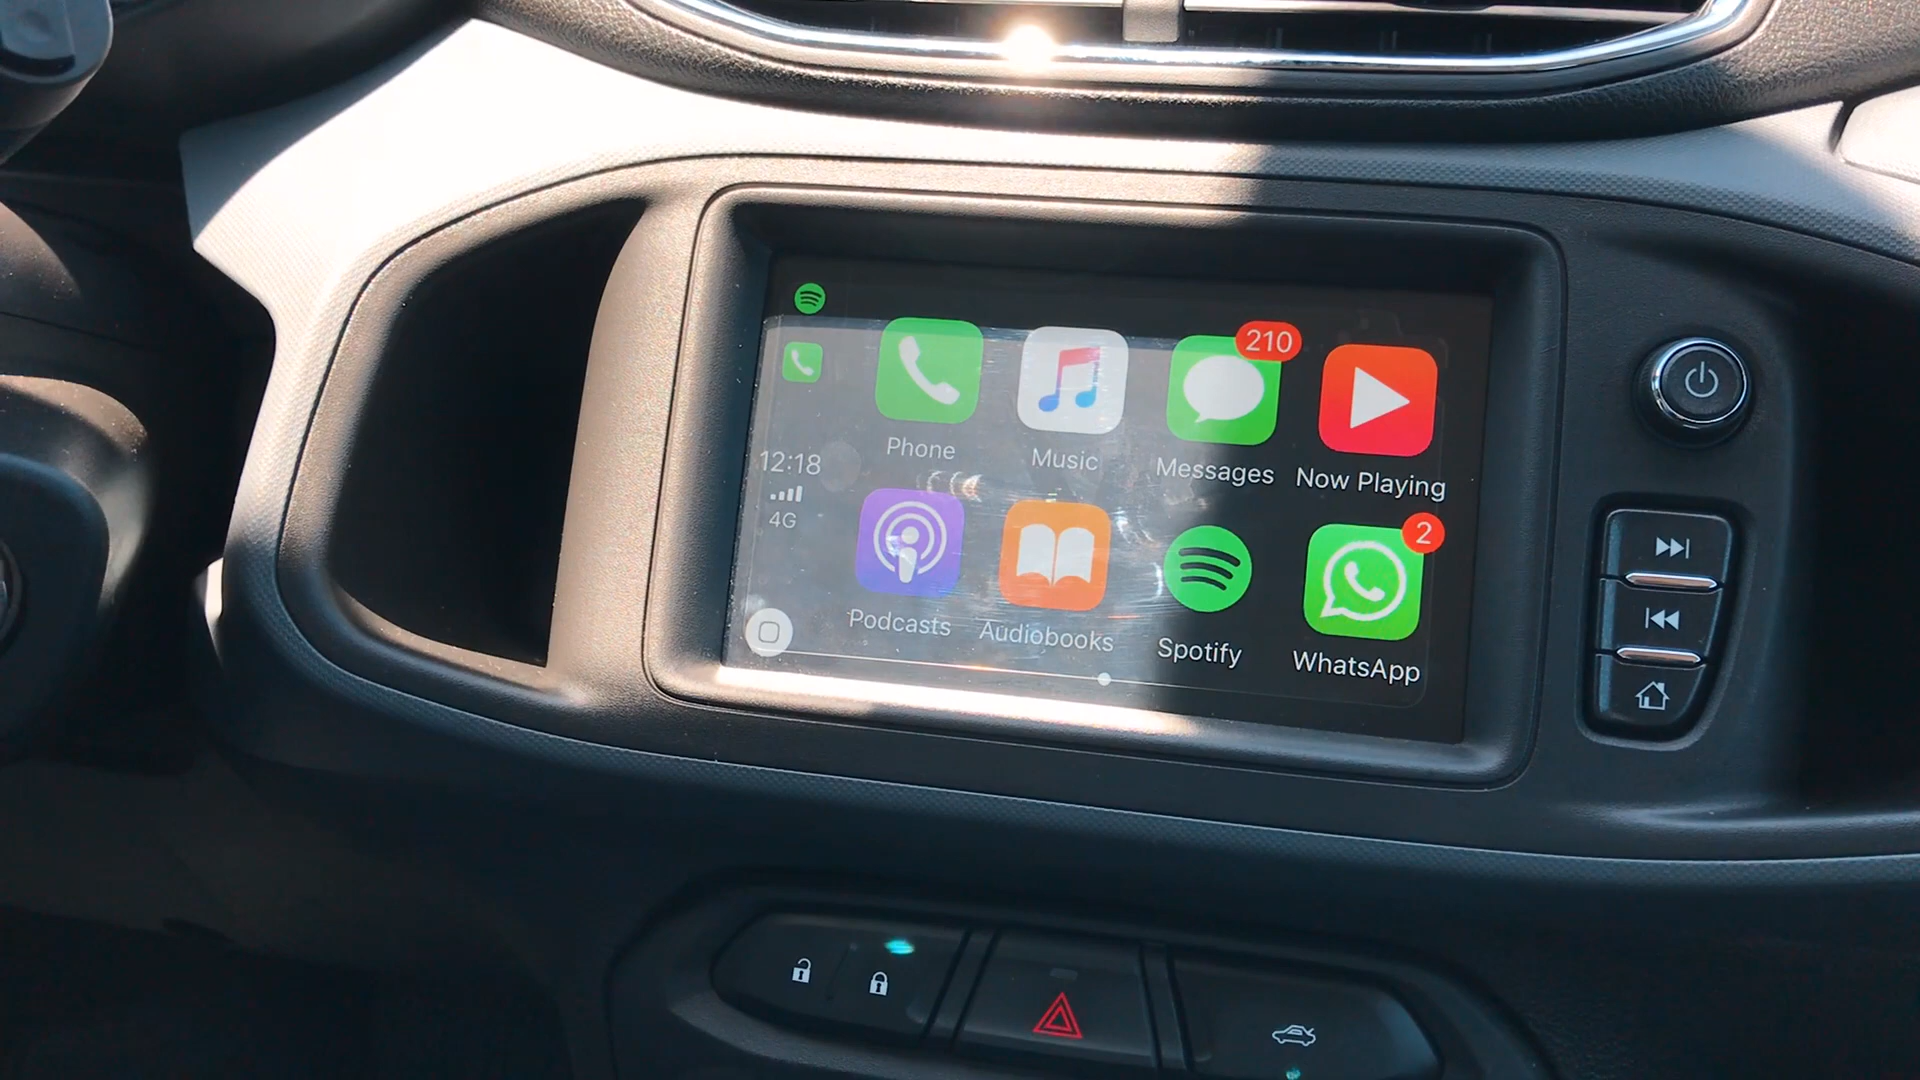 210
Phone
Music
Messages
Now Playing
12:18
4G
2
Podcasts
Audiobooks
Spotify
WhatsApp